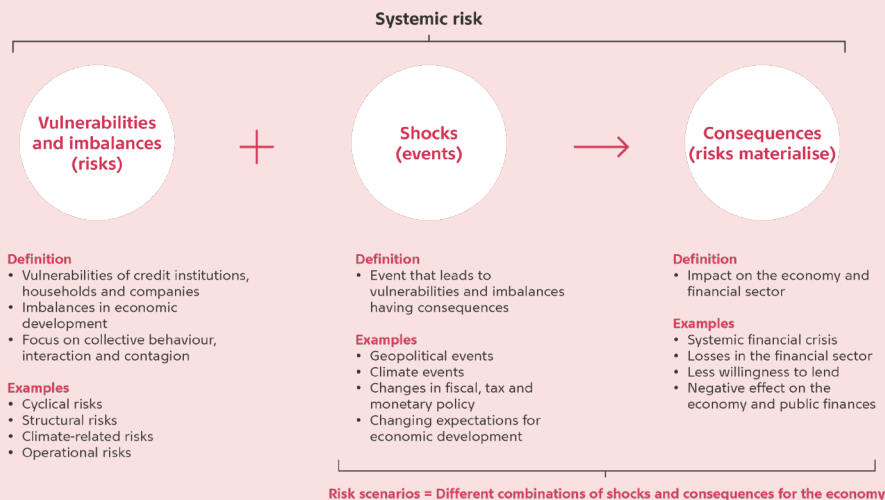 Systemic risk
Vulnerabilities
and imbalances
(risks)
Shocks
(events)
Consequences
(risks materialise)
Definition
• Vulnerabilities of credit institutions,
households and companies
• Imbalances in economic
development
• Focus on collective behaviour,
interaction and contagion
Examples
• Cyclical risks
• Structural risks
• Climate-related risks
• Operational risks
Definition
• Event that leads to
vulnerabilities and imbalances
having consequences
Examples
• Geopolitical events
• Climate events
• Changes in fiscal, tax and
monetary policy
• Changing expectations for
economic development
Definition
• Impact on the economy and
financial sector
Examples
• Systemic financial crisis
• Losses in the financial sector
• Less willingness to lend
• Negative effect on the
economy and public finances
Risk scenarios = Different combinations of shocks and consequences for the economy